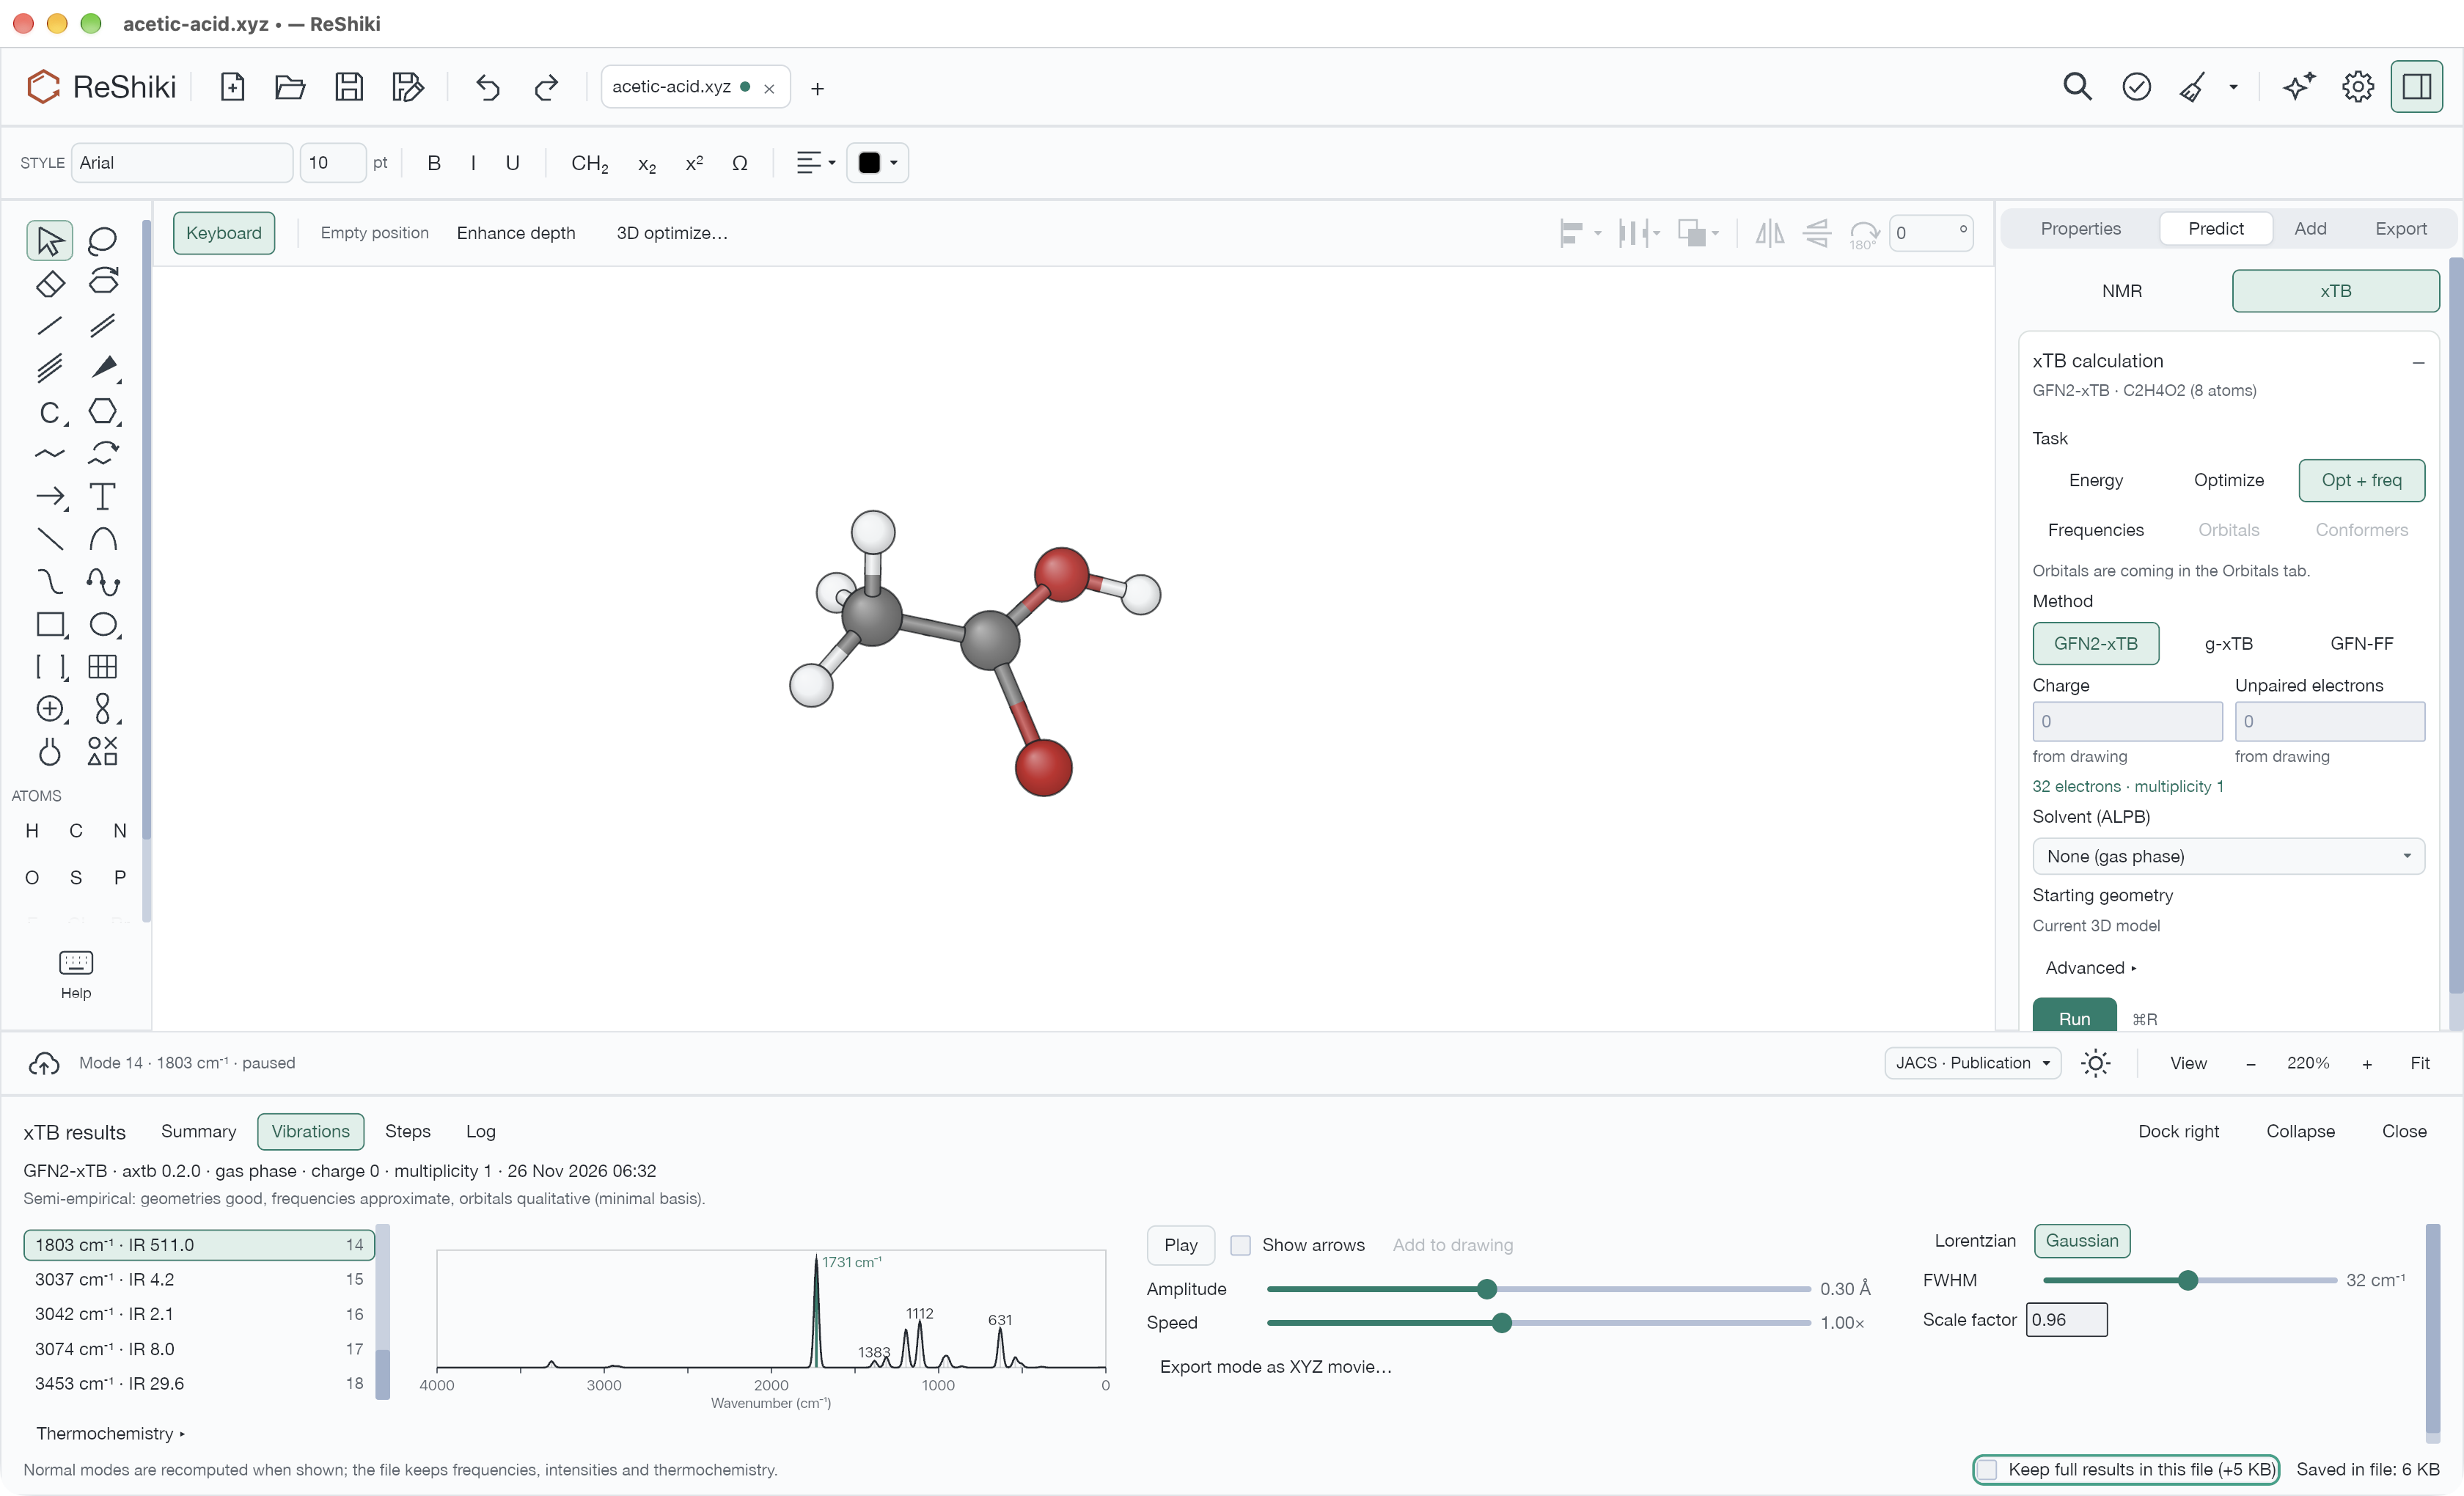 acetic-acid.xyz • — ReShiki
ReShiki
acetic-acid.xyz ● ×
+
STYLE Arial 10 pt B I U CH₂ x₂ x² Ω
Keyboard Empty position Enhance depth 3D optimize…
180° 0 °
C
T
ATOMS
H C N
O S P
Help
Properties Predict Add Export
NMR xTB
xTB calculation –
GFN2-xTB · C2H4O2 (8 atoms)
Task
Energy Optimize Opt + freq
Frequencies Orbitals Conformers
Orbitals are coming in the Orbitals tab.
Method
GFN2-xTB g-xTB GFN-FF
Charge Unpaired electrons
0 0
from drawing from drawing
32 electrons · multiplicity 1
Solvent (ALPB)
None (gas phase)
Starting geometry
Current 3D model
Advanced ▸
Run ⌘R
Mode 14 · 1803 cm⁻¹ · paused
JACS · Publication View − 220% + Fit
xTB results Summary Vibrations Steps Log Dock right Collapse Close
GFN2-xTB · axtb 0.2.0 · gas phase · charge 0 · multiplicity 1 · 26 Nov 2026 06:32
Semi-empirical: geometries good, frequencies approximate, orbitals qualitative (minimal basis).
1803 cm⁻¹ · IR 511.0 14
3037 cm⁻¹ · IR 4.2 15
3042 cm⁻¹ · IR 2.1 16
3074 cm⁻¹ · IR 8.0 17
3453 cm⁻¹ · IR 29.6 18
1731 cm⁻¹
1112
631
1383
4000 3000 2000 1000 0
Wavenumber (cm⁻¹)
Play Show arrows Add to drawing
Amplitude 0.30 Å
Speed 1.00×
Export mode as XYZ movie…
Lorentzian Gaussian
FWHM 32 cm⁻¹
Scale factor 0.96
Thermochemistry ▸
Normal modes are recomputed when shown; the file keeps frequencies, intensities and thermochemistry.
Keep full results in this file (+5 KB) Saved in file: 6 KB